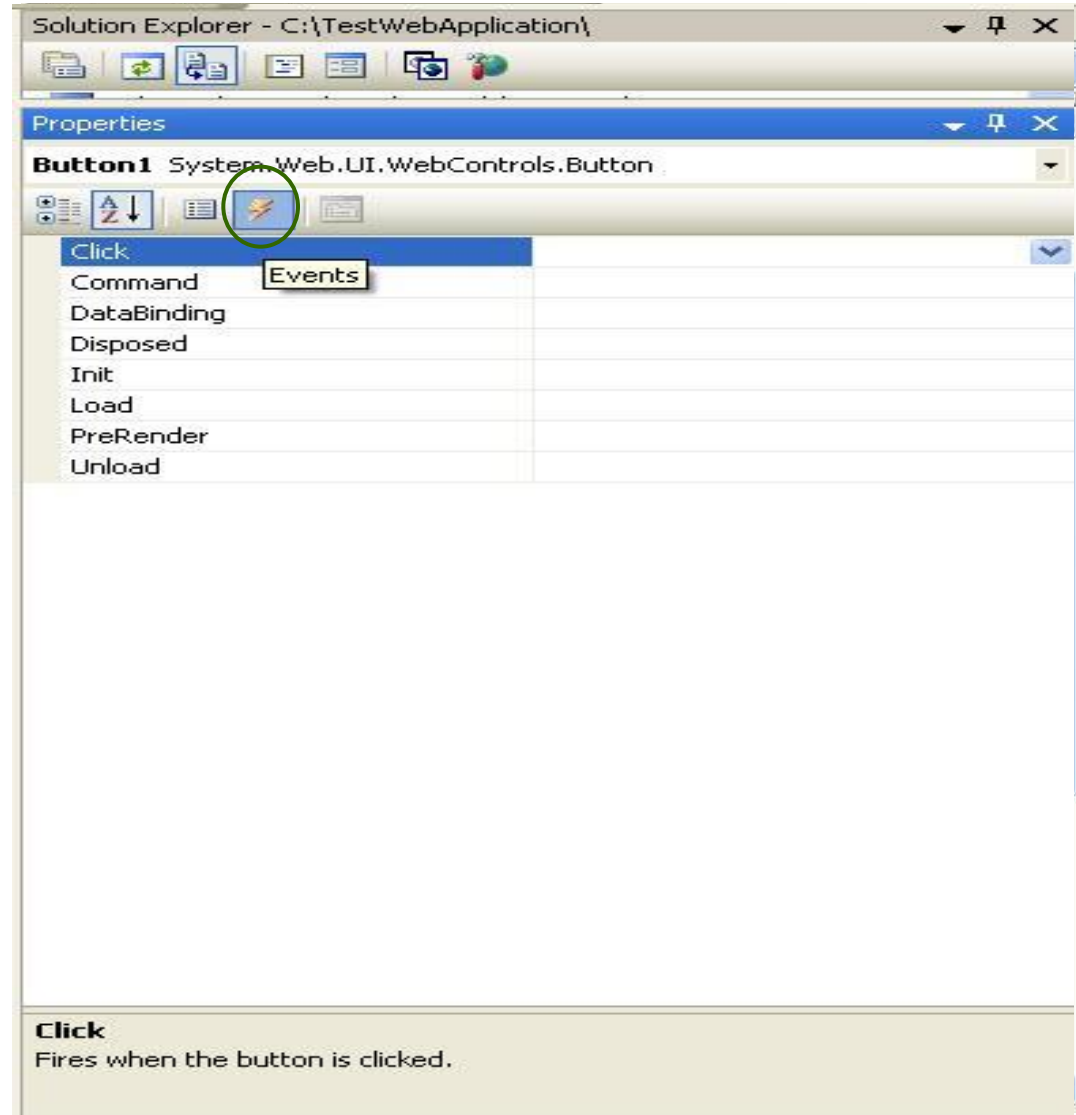 Solution Explorer - C:\TestWebApplication\
Properties
Button1 System.Web.UI.WebControls.Button
Click
Events
Command
DataBinding
Disposed
Init
Load
PreRender
Unload
Click
Fires when the button is clicked.